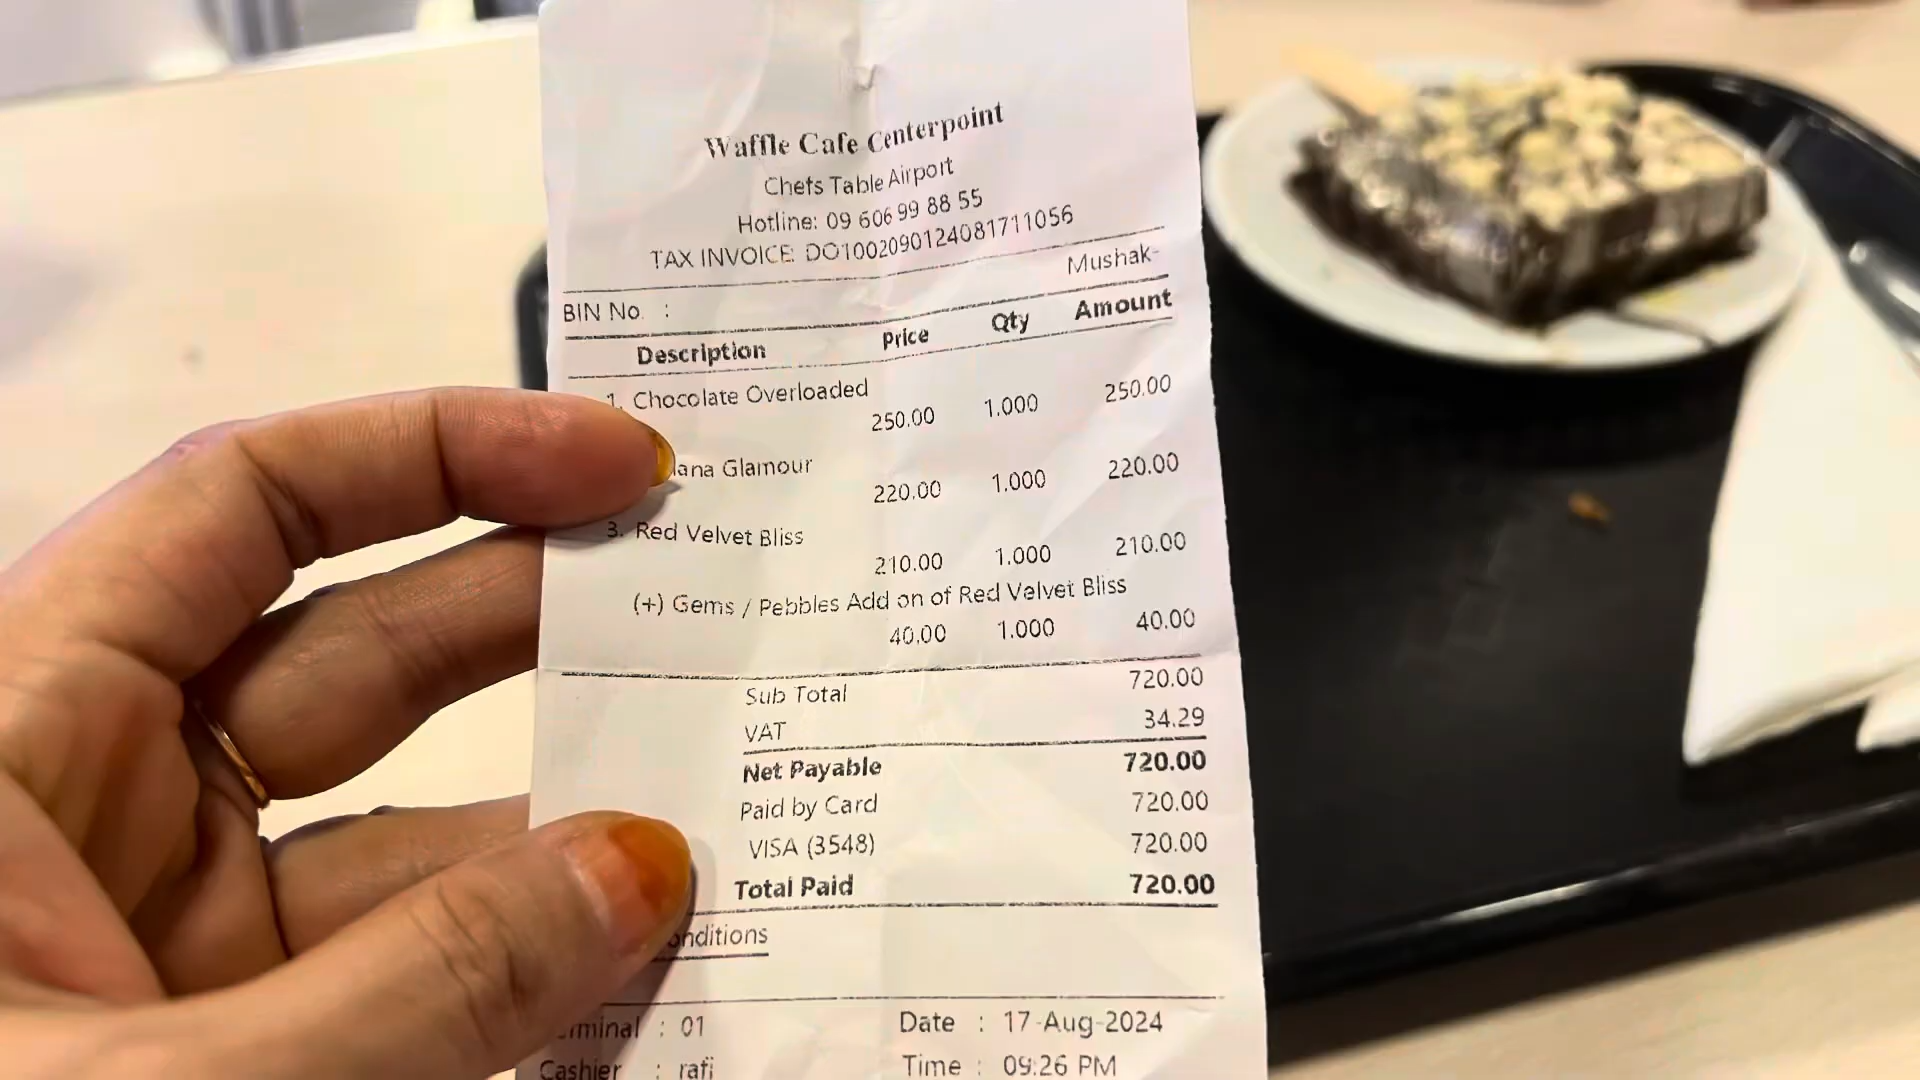 Waffle Cafe Centerpoint
Chefs Table Airport
Hotline: 09 606 99 88 55
TAX INVOICE: DO1002090124081711056
Mushak-
BIN No. :
Description Price Qty Amount
1. Chocolate Overloaded
250.00 1.000 250.00
Glamour
220.00 1.000 220.00
3. Red Velvet Bliss
210.00 1.000 210.00
(+) Gems / Pebbles Add on of Red Velvet Bliss
40.00 1.000 40.00
Sub Total 720.00
VAT 34.29
Net Payable 720.00
Paid by Card 720.00
VISA (3548) 720.00
Total Paid 720.00
onditions
minal : 01 Date : 17-Aug-2024
Cashier : rafi Time : 09:26 PM